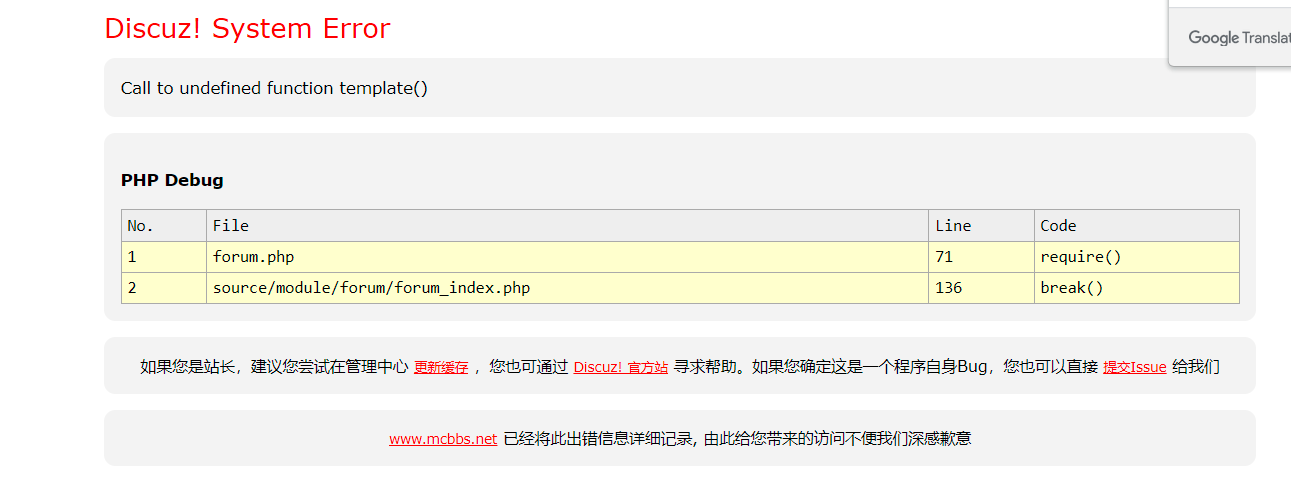 Discuz! System Error
Google Transla
Call to undefined function template()
PHP Debug
No. File Line Code
1 forum.php 71 require()
2 source/module/forum/forum_index.php 136 break()
如果您是站长，建议您尝试在管理中心 更新缓存 ，您也可通过 Discuz! 官方站 寻求帮助。如果您确定这是一个程序自身Bug，您也可以直接 提交Issue 给我们
www.mcbbs.net 已经将此出错信息详细记录, 由此给您带来的访问不便我们深感歉意